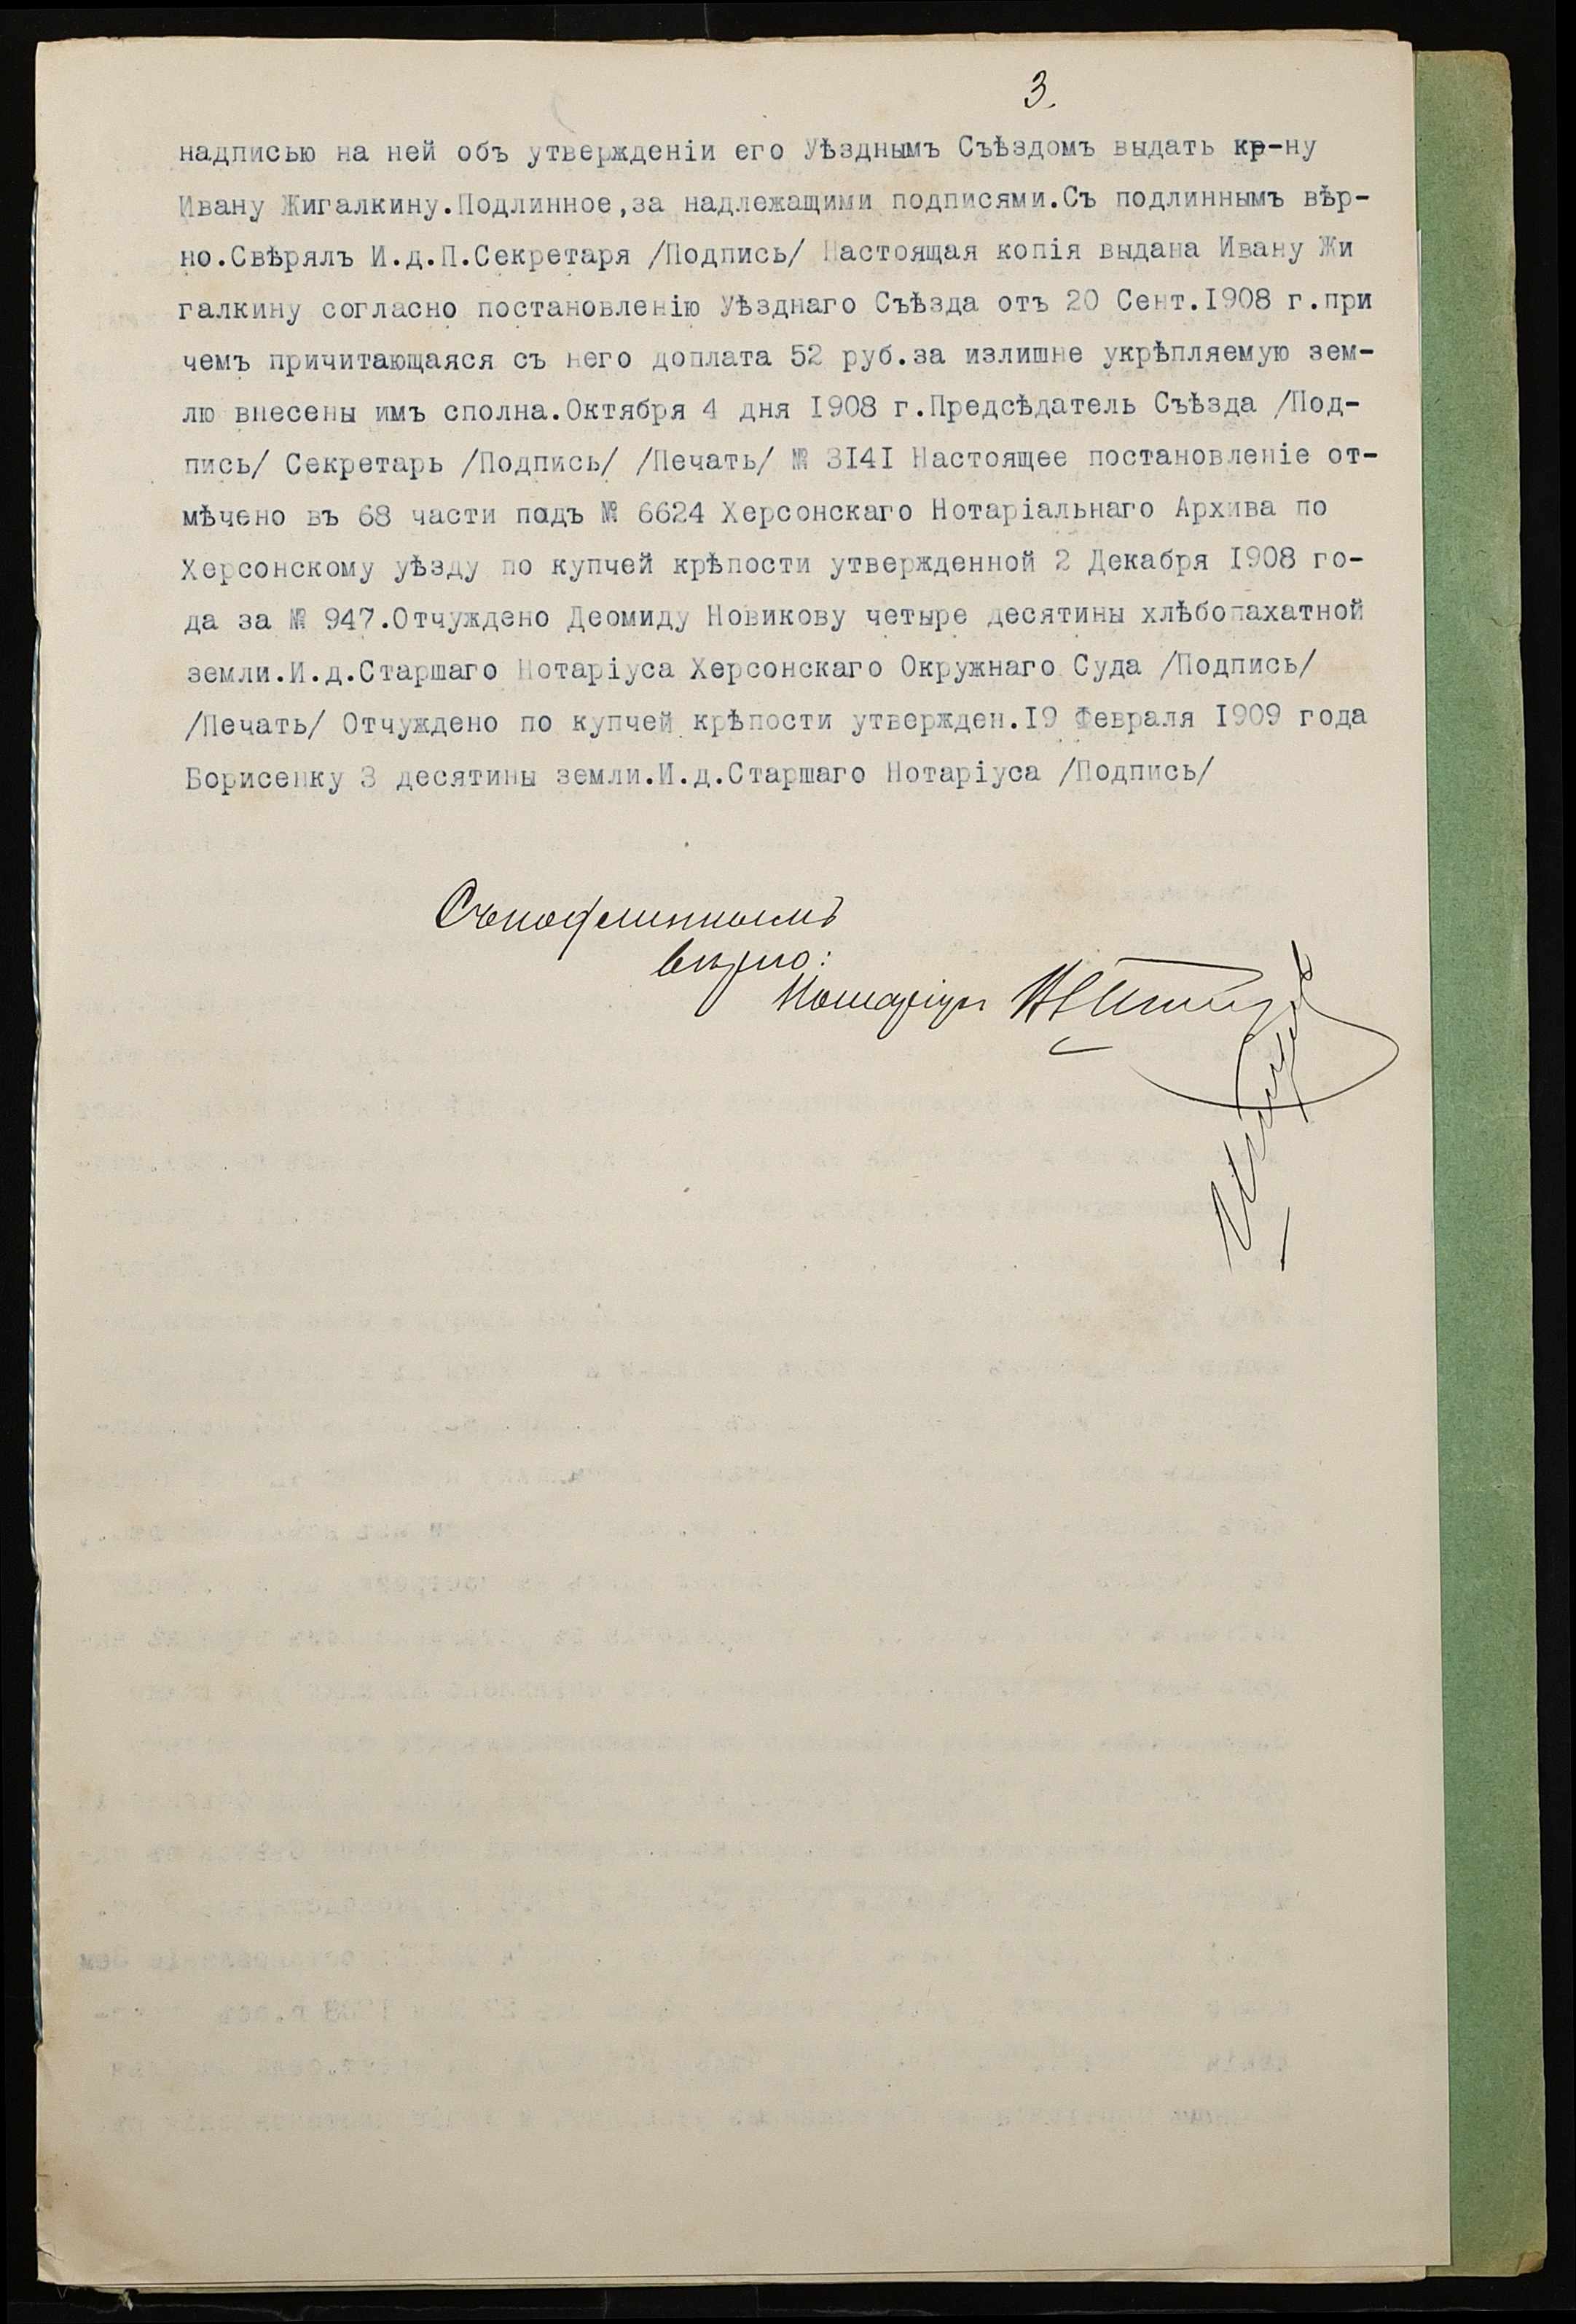 3.
надписью на ней объ утвержденіи его Уѣзднымъ Съѣздомъ выдать кр-ну
Ивану Жигалкину.Подлинное,за надлежащими подписями.Съ подлиннымъ вѣр-
но.Свѣрялъ И.д.П.Секретаря /Подпись/ Настоящая копія выдана Ивану Жи
галкину согласно постановленію Уѣзднаго Съѣзда отъ 20 Сент.I908 г.при
чемъ причитающаяся съ него доплата 52 руб.за излишне укрѣпляемую зем-
лю внесены имъ сполна.Октября 4 дня I908 г.Предсѣдатель Съѣзда /Под-
пись/ Секретарь /Подпись/ /Печать/ № 3I4I Настоящее постановленіе от-
мѣчено въ 68 части подъ № 6624 Херсонскаго Нотаріальнаго Архива по
Херсонскому уѣзду по купчей крѣпости утвержденной 2 Декабря I908 го-
да за № 947.Отчуждено Деомиду Новикову четыре десятины хлѣбопахатной
земли.И.д.Старшаго Нотаріуса Херсонскаго Окружнаго Суда /Подпись/
/Печать/ Отчуждено по купчей крѣпости утвержден.I9 Февраля I909 года
Борисенку 3 десятины земли.И.д.Старшаго Нотаріуса /Подпись/
Съ подлиннымъ
вѣрно:
Нотаріусъ